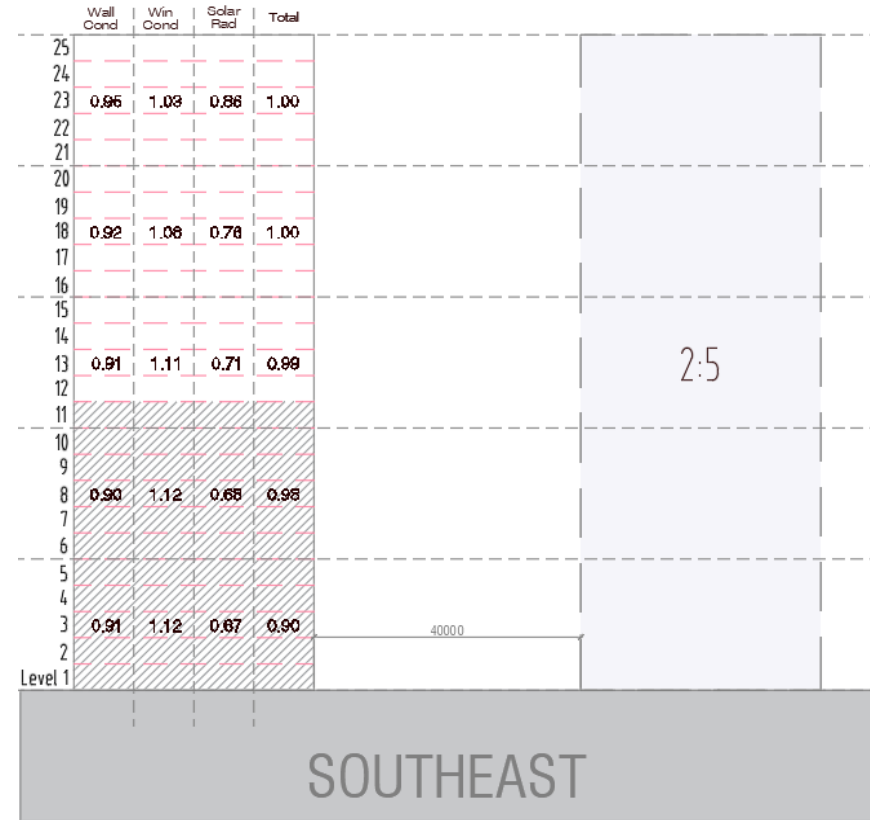 Wall Cond
Win Cond
Solar Rad
Total
25
24
23 0.95 1.03 0.86 1.00
22
21
20
19
18 0.92 1.06 0.76 1.00
17
16
15
14
13 0.91 1.11 0.71 0.99
12
11
10
9
8 0.90 1.12 0.68 0.98
7
6
5
4
3 0.91 1.12 0.67 0.90
2
Level 1
40000
2:5
SOUTHEAST